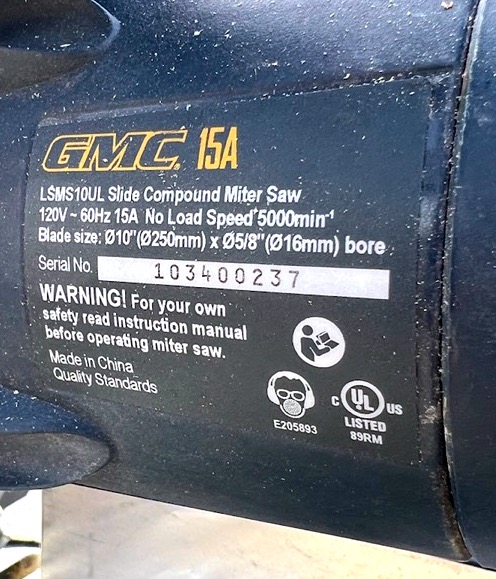 GMC 15A
LSMS10UL Slide Compound Miter Saw
120V ~ 60Hz 15A No Load Speed 5000min⁻¹
Blade size: Ø10"(Ø250mm) x Ø5/8"(Ø16mm) bore
Serial No. 103400237
WARNING! For your own
safety read instruction manual
before operating miter saw.
Made in China
Quality Standards
E205893
C UL US
LISTED
89RM